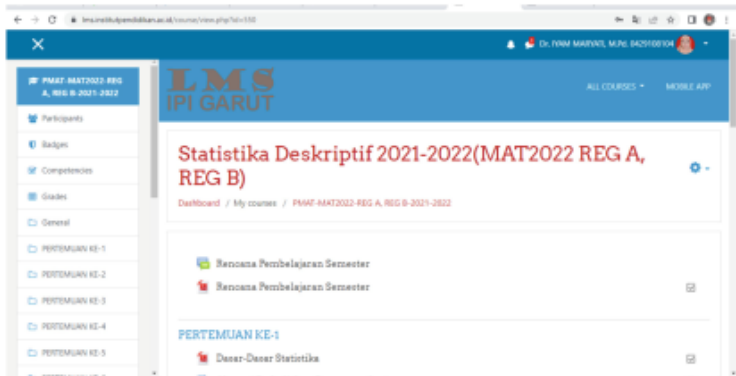 lms.institutpendidikan.ac.id/course/view.php?id=550
Dr. IYAM MARYATI, M.Pd. 0429108104
PMAT-MAT2022-REG
A, REG B-2021-2022
Participants
Badges
Competencies
Grades
General
PERTEMUAN KE-1
PERTEMUAN KE-2
PERTEMUAN KE-3
PERTEMUAN KE-4
PERTEMUAN KE-5
LMS
IPI GARUT
ALL COURSES
MOBILE APP
Statistika Deskriptif 2021-2022(MAT2022 REG A,
REG B)
Dashboard / My courses / PMAT-MAT2022-REG A, REG B-2021-2022
Rencana Pembelajaran Semester
Rencana Pembelajaran Semester
PERTEMUAN KE-1
Dasar-Dasar Statistika